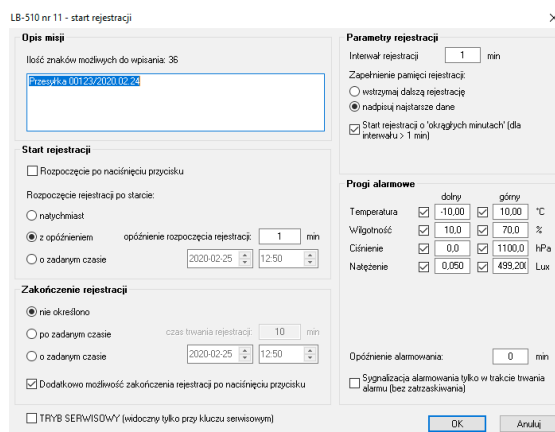 LB-510 nr 11 - start rejestracji
Opis misji
Ilość znaków możliwych do wpisania: 36
Przesyłka 00123/2020.02.24
Start rejestracji
Rozpoczęcie po naciśnięciu przycisku
Rozpoczęcie rejestracji po starcie:
natychmiast
z opóźnieniem opóźnienie rozpoczęcia rejestracji: 1 min
o zadanym czasie 2020-02-25 12:50
Zakończenie rejestracji
nie określono
po zadanym czasie czas trwania rejestracji: 10 min
o zadanym czasie 2020-02-25 12:50
Dodatkowo możliwość zakończenia rejestracji po naciśnięciu przycisku
TRYB SERWISOWY (widoczny tylko przy kluczu serwisowym)
Parametry rejestracji
Interwał rejestracji 1 min
Zapełnienie pamięci rejestracji:
wstrzymaj dalszą rejestrację
nadpisuj najstarsze dane
Start rejestracji o 'okrągłych minutach' (dla
interwału > 1 min)
Progi alarmowe
dolny górny
Temperatura -10,00 10,00 °C
Wilgotność 10,0 70,0 %
Ciśnienie 0,0 1100,0 hPa
Natężenie 0,050 499,20( Lux
Opóźnienie alarmowania: 0 min
Sygnalizacja alarmowania tylko w trakcie trwania
alarmu (bez zatrzaskiwania)
OK Anuluj